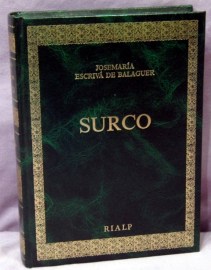 JOSEMARÍA
ESCRIVÁ DE BALAGUER
SURCO
RIALP